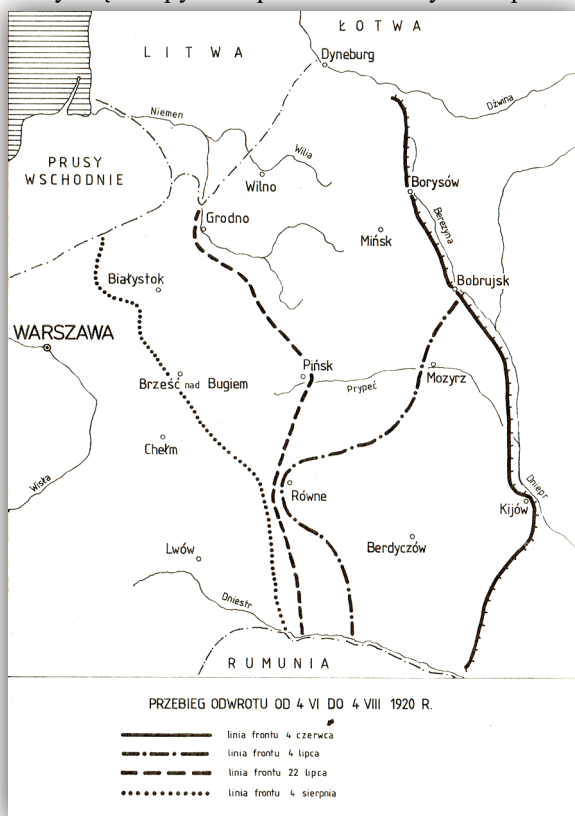 ŁOTWA
LITWA
Dyneburg
Niemen
Dźwina
PRUSY
WSCHODNIE
Wilia
Wilno
Borysów
Grodno
Berezyna
Mińsk
Białystok
Bobrujsk
WARSZAWA
Pińsk
Brześć nad Bugiem
Mozyrz
Prypeć
Chełm
Wisła
Równe
Dniepr
Kijów
Lwów
Berdyczów
Dniestr
RUMUNIA
PRZEBIEG ODWROTU OD 4 VI DO 4 VIII 1920 R.
linia frontu 4 czerwca
linia frontu 4 lipca
linia frontu 22 lipca
linia frontu 4 sierpnia